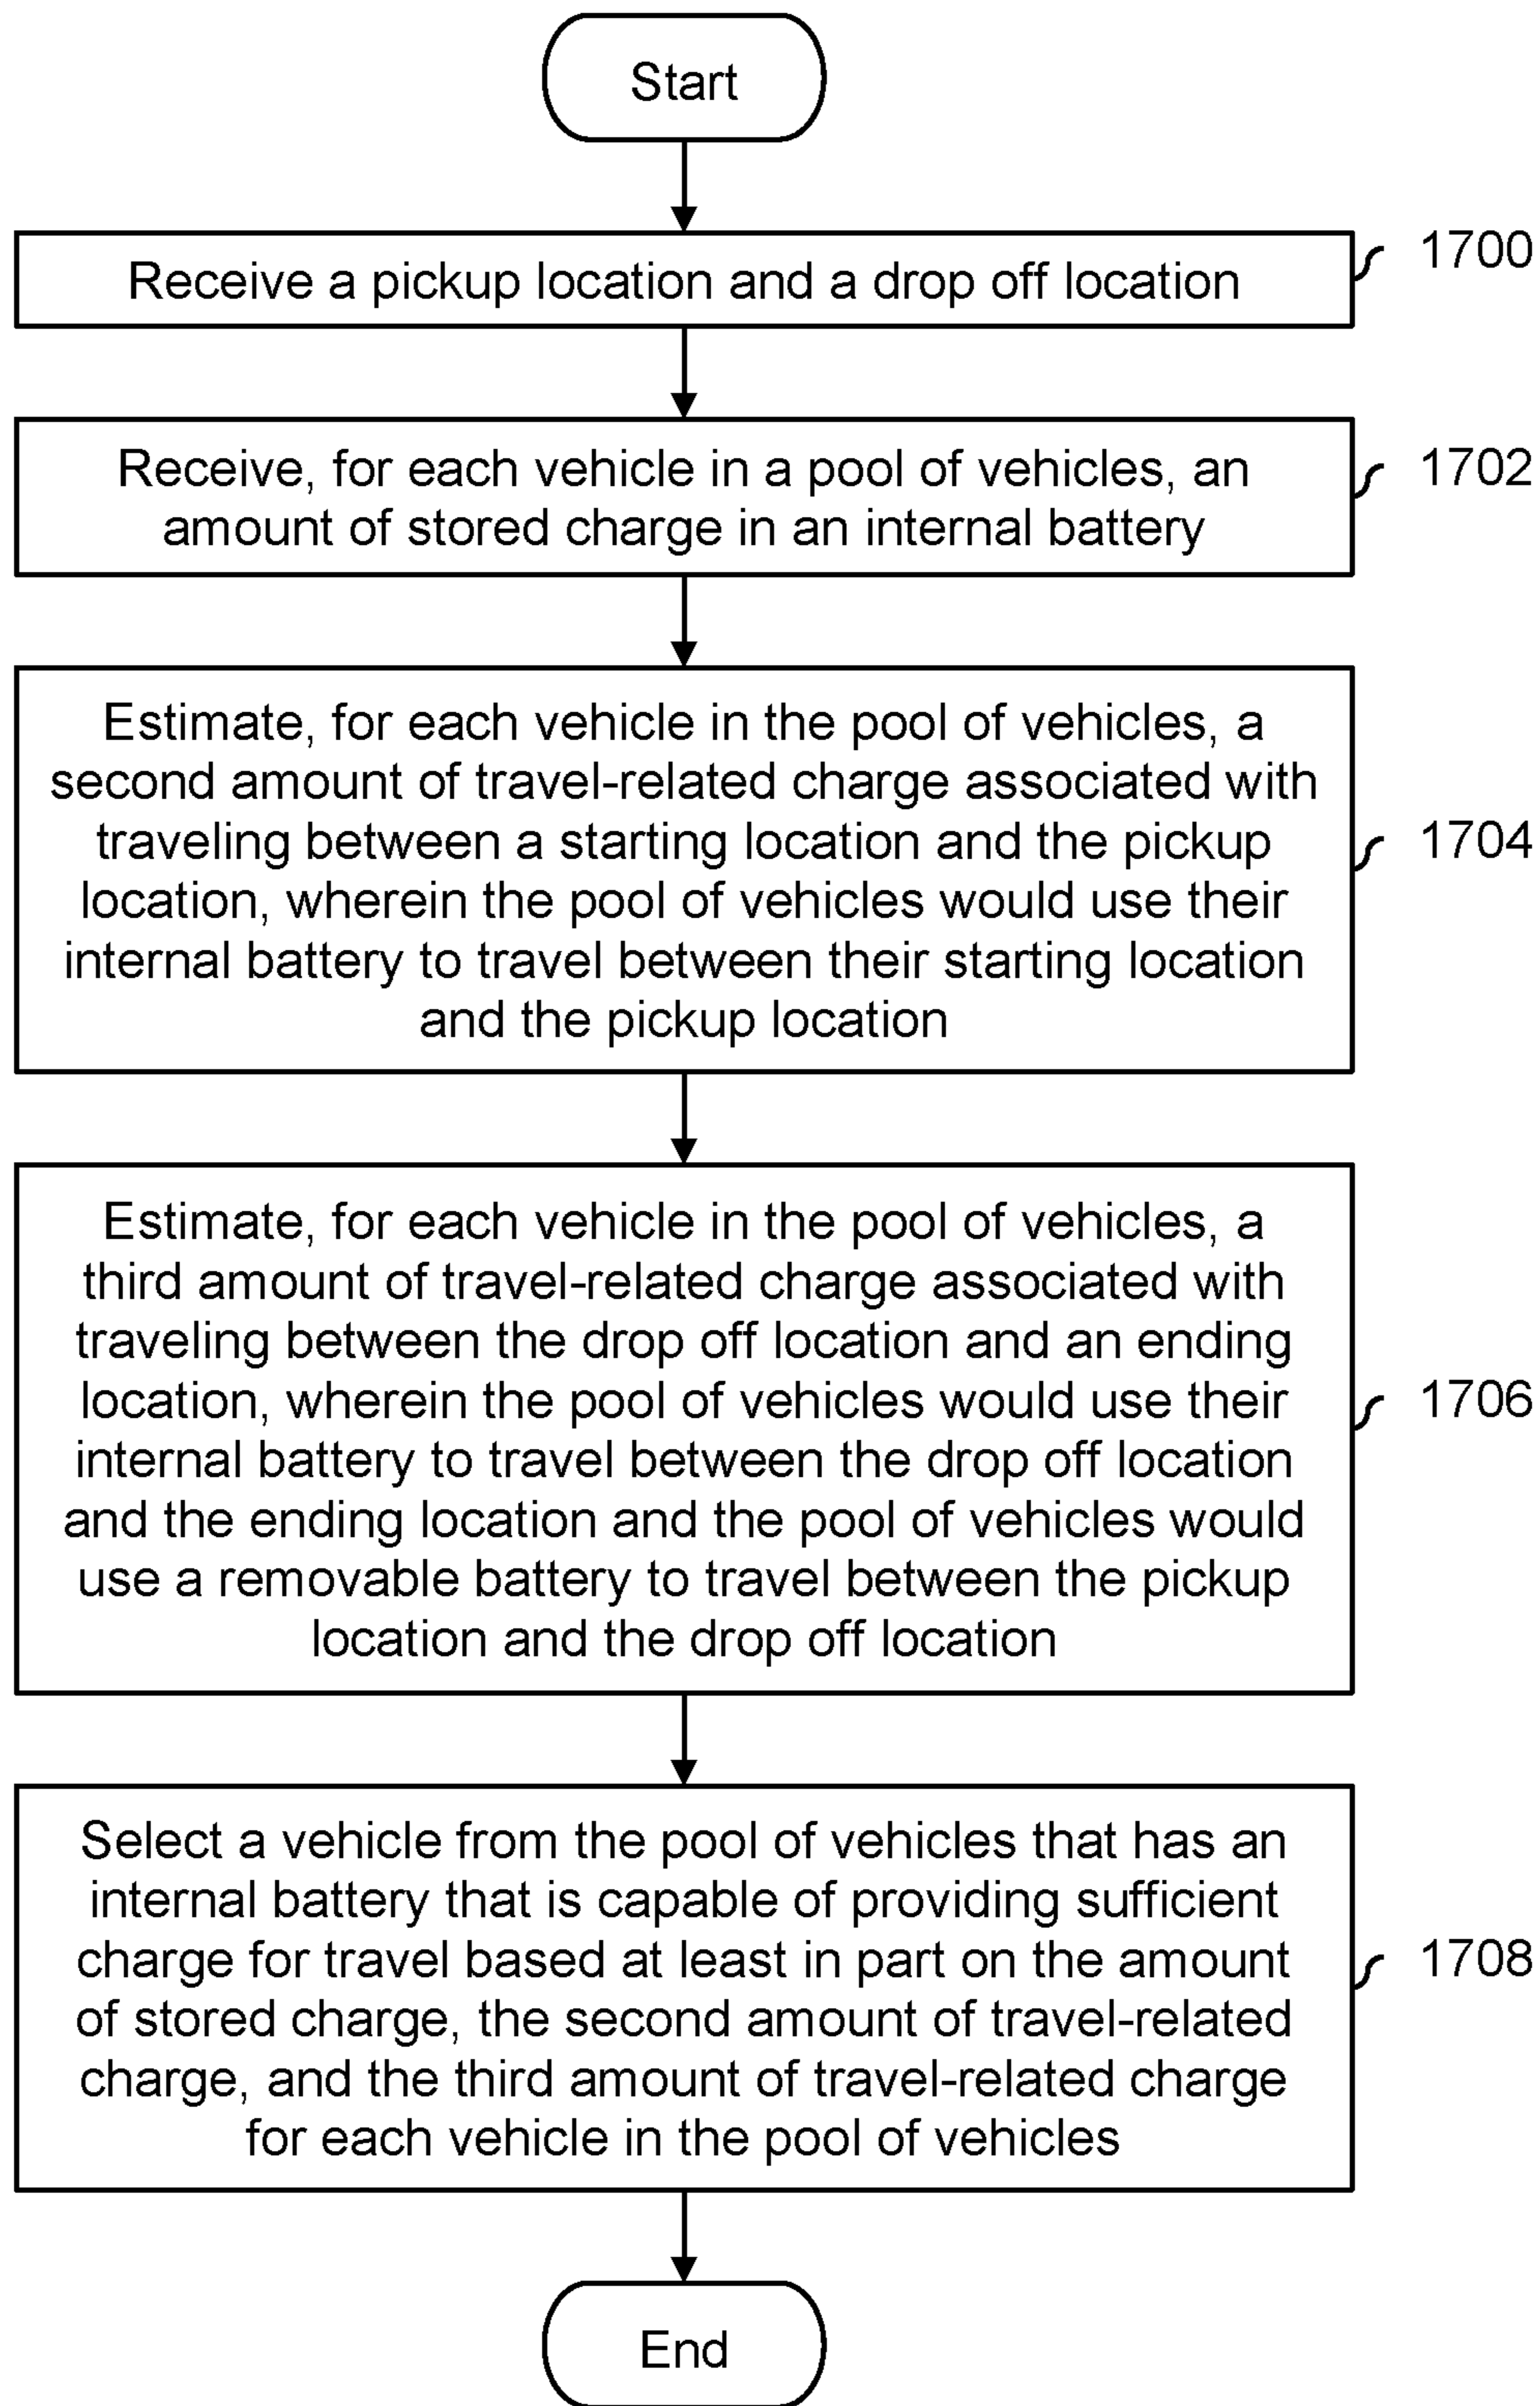 Start
Receive a pickup location and a drop off location
1700
Receive, for each vehicle in a pool of vehicles, an
amount of stored charge in an internal battery
1702
Estimate, for each vehicle in the pool of vehicles, a
second amount of travel-related charge associated with
traveling between a starting location and the pickup
location, wherein the pool of vehicles would use their
internal battery to travel between their starting location
and the pickup location
1704
Estimate, for each vehicle in the pool of vehicles, a
third amount of travel-related charge associated with
traveling between the drop off location and an ending
location, wherein the pool of vehicles would use their
internal battery to travel between the drop off location
and the ending location and the pool of vehicles would
use a removable battery to travel between the pickup
location and the drop off location
1706
Select a vehicle from the pool of vehicles that has an
internal battery that is capable of providing sufficient
charge for travel based at least in part on the amount
of stored charge, the second amount of travel-related
charge, and the third amount of travel-related charge
for each vehicle in the pool of vehicles
1708
End